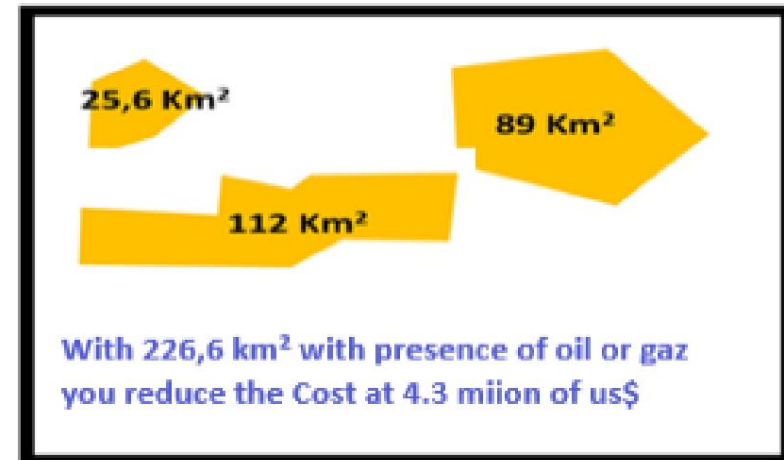 25,6 Km²
89 Km²
112 Km²
With 226,6 km² with presence of oil or gaz
you reduce the Cost at 4.3 miion of us$